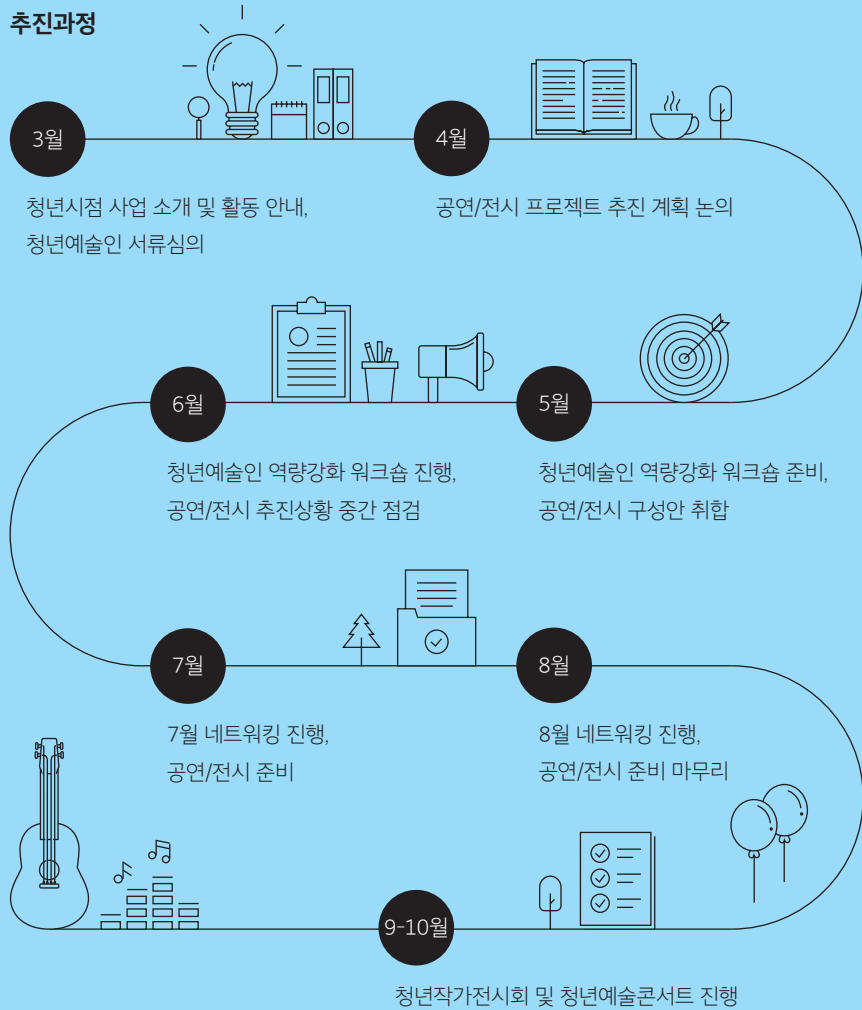 추진과정
3월
청년시점 사업 소개 및 활동 안내,
청년예술인 서류심의
4월
공연/전시 프로젝트 추진 계획 논의
5월
청년예술인 역량강화 워크숍 준비,
공연/전시 구성안 취합
6월
청년예술인 역량강화 워크숍 진행,
공연/전시 추진상황 중간 점검
7월
7월 네트워킹 진행,
공연/전시 준비
8월
8월 네트워킹 진행,
공연/전시 준비 마무리
9-10월
청년작가전시회 및 청년예술콘서트 진행